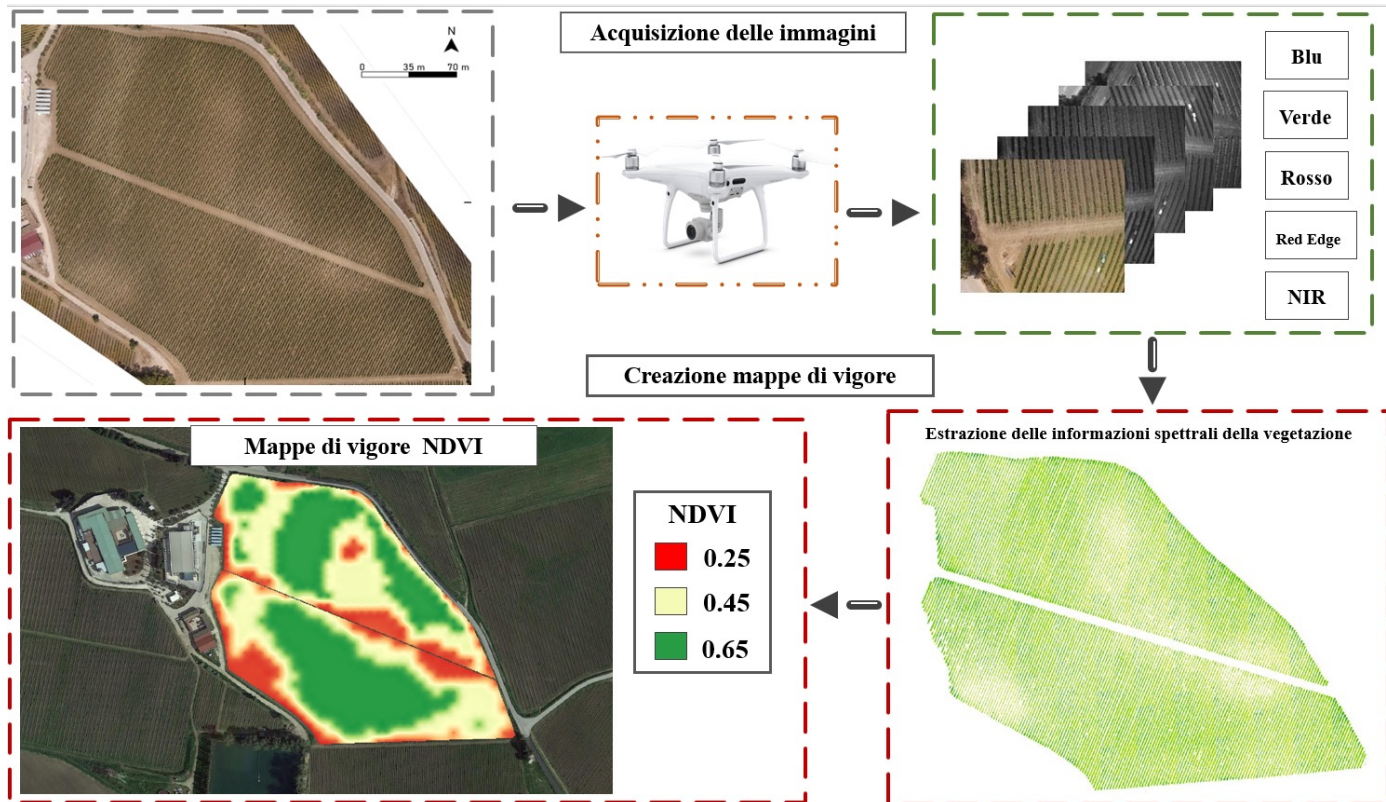 N
0 35 m 70 m
Acquisizione delle immagini
Blu
Verde
Rosso
Red Edge
NIR
Creazione mappe di vigore
Estrazione delle informazioni spettrali della vegetazione
Mappe di vigore NDVI
NDVI
0.25
0.45
0.65